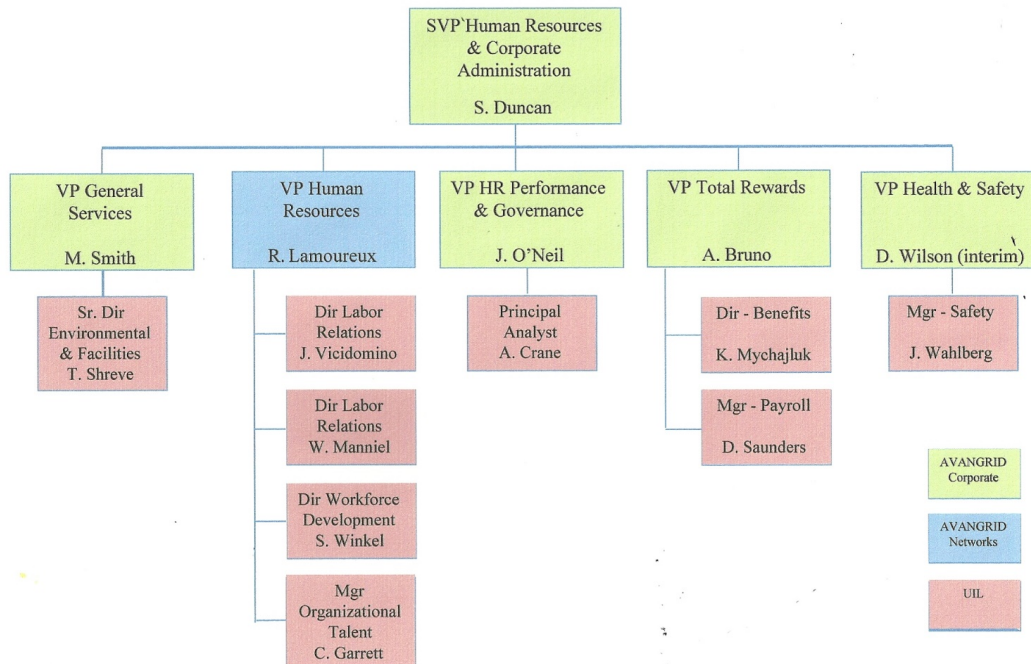 SVP Human Resources
& Corporate
Administration
S. Duncan
VP General
Services
M. Smith
VP Human
Resources
R. Lamoureux
VP HR Performance
& Governance
J. O'Neil
VP Total Rewards
A. Bruno
VP Health & Safety
D. Wilson (interim)
Sr. Dir
Environmental
& Facilities
T. Shreve
Dir Labor
Relations
J. Vicidomino
Dir Labor
Relations
W. Manniel
Dir Workforce
Development
S. Winkel
Mgr
Organizational
Talent
C. Garrett
Principal
Analyst
A. Crane
Dir - Benefits
K. Mychajluk
Mgr - Payroll
D. Saunders
Mgr - Safety
J. Wahlberg
AVANGRID
Corporate
AVANGRID
Networks
UIL